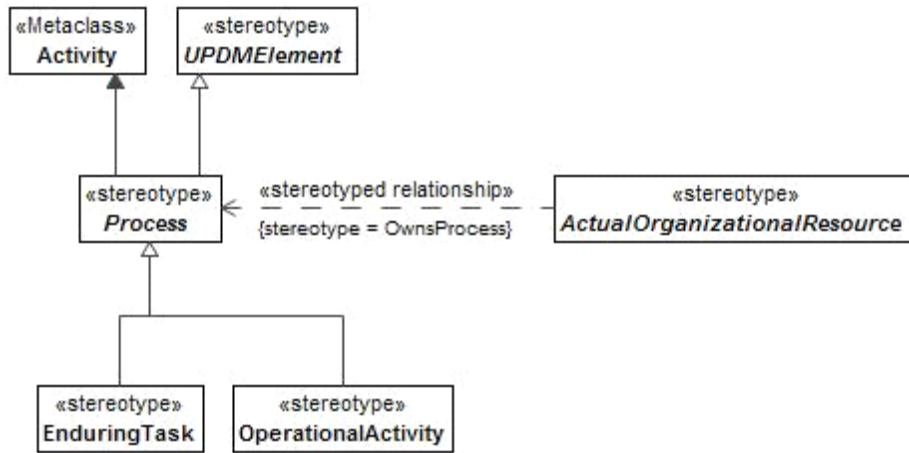 «Metaclass»
Activity
«stereotype»
UPDMElement
«stereotype»
Process
«stereotyped relationship»
{stereotype = OwnsProcess}
«stereotype»
ActualOrganizationalResource
«stereotype»
EnduringTask
«stereotype»
OperationalActivity